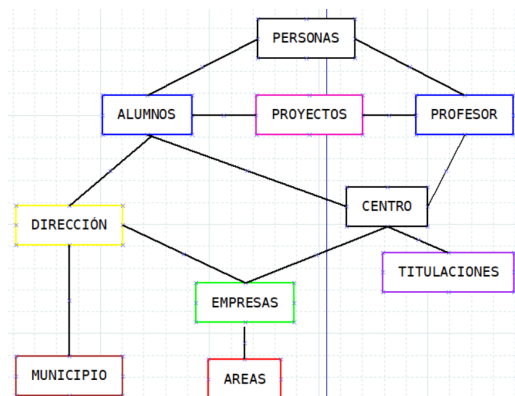 PERSONAS
ALUMNOS
PROYECTOS
PROFESOR
CENTRO
DIRECCIÓN
TITULACIONES
EMPRESAS
MUNICIPIO
AREAS